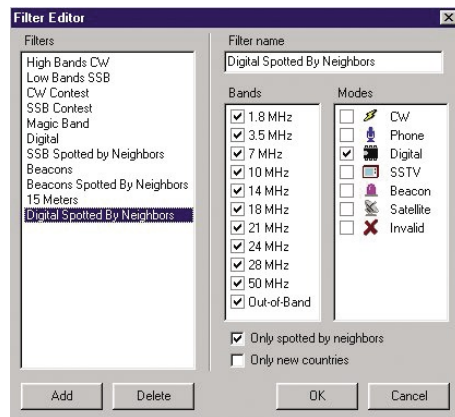 Filter Editor
Filters
High Bands CW
Low Bands SSB
CW Contest
SSB Contest
Magic Band
Digital
SSB Spotted by Neighbors
Beacons
Beacons Spotted By Neighbors
15 Meters
Digital Spotted By Neighbors
Filter name
Digital Spotted By Neighbors
Bands
1.8 MHz
3.5 MHz
7 MHz
10 MHz
14 MHz
18 MHz
21 MHz
24 MHz
28 MHz
50 MHz
Out-of-Band
Modes
CW
Phone
Digital
SSTV
Beacon
Satellite
Invalid
Only spotted by neighbors
Only new countries
Add
Delete
OK
Cancel